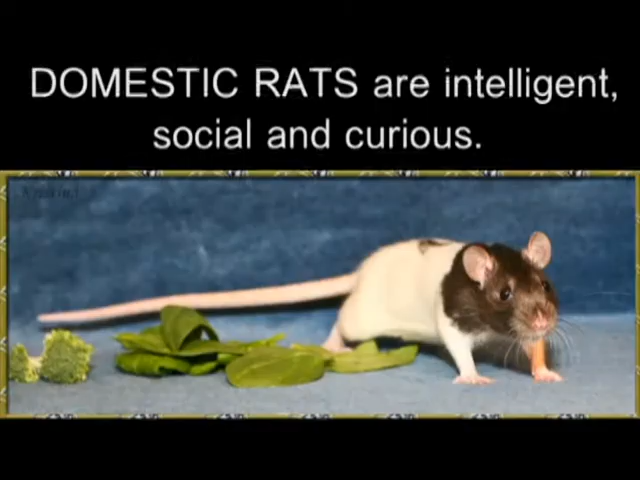 DOMESTIC RATS are intelligent,
social and curious.